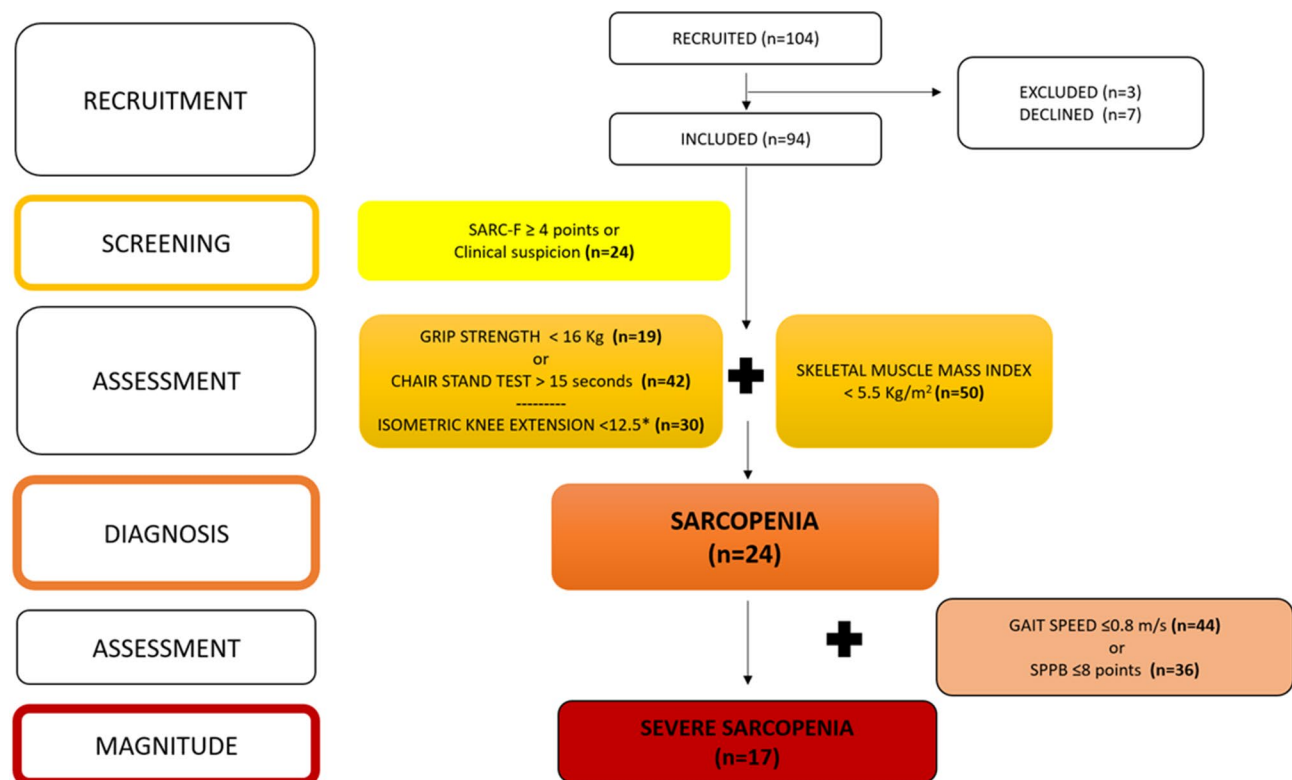 RECRUITMENT
RECRUITED (n=104)
EXCLUDED (n=3)
DECLINED (n=7)
INCLUDED (n=94)
SCREENING
SARC-F ≥ 4 points or
Clinical suspicion (n=24)
ASSESSMENT
GRIP STRENGTH < 16 Kg (n=19)
or
CHAIR STAND TEST > 15 seconds (n=42)
---------
ISOMETRIC KNEE EXTENSION <12.5* (n=30)
SKELETAL MUSCLE MASS INDEX
< 5.5 Kg/m² (n=50)
DIAGNOSIS
SARCOPENIA
(n=24)
ASSESSMENT
GAIT SPEED ≤0.8 m/s (n=44)
or
SPPB ≤8 points (n=36)
MAGNITUDE
SEVERE SARCOPENIA
(n=17)